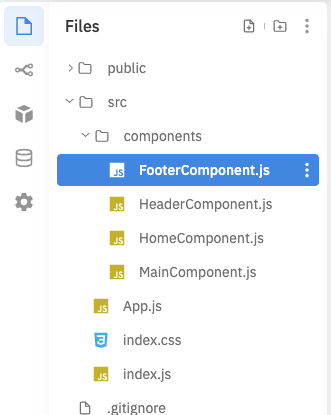 Files
public
src
components
JS FooterComponent.js
JS HeaderComponent.js
JS HomeComponent.js
JS MainComponent.js
JS App.js
3 index.css
JS index.js
.gitignore